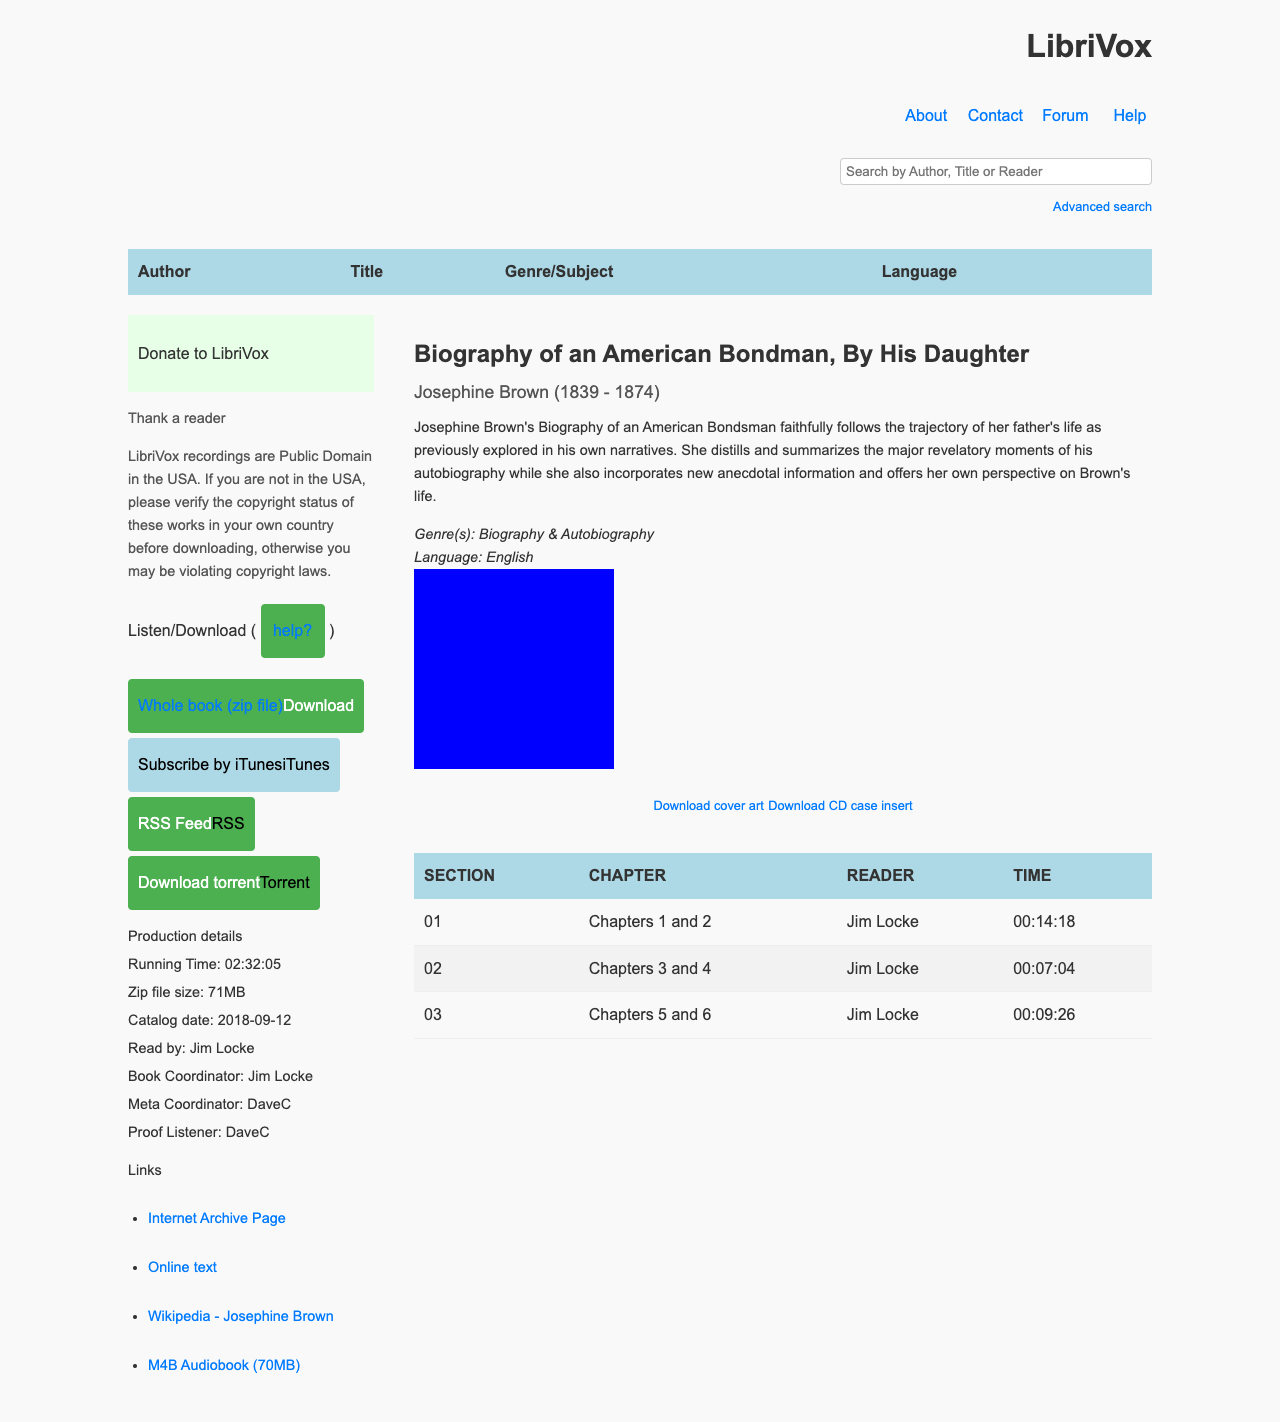 LibriVox
About Contact Forum Help
Search by Author, Title or Reader
Advanced search
Author Title Genre/Subject Language
Donate to LibriVox
Thank a reader
LibriVox recordings are Public Domain
in the USA. If you are not in the USA,
please verify the copyright status of
these works in your own country
before downloading, otherwise you
may be violating copyright laws.
Listen/Download ( help? )
Whole book (zip file)Download
Subscribe by iTunesiTunes
RSS FeedRSS
Download torrentTorrent
Production details
Running Time: 02:32:05
Zip file size: 71MB
Catalog date: 2018-09-12
Read by: Jim Locke
Book Coordinator: Jim Locke
Meta Coordinator: DaveC
Proof Listener: DaveC
Links
Internet Archive Page
Online text
Wikipedia - Josephine Brown
M4B Audiobook (70MB)
Biography of an American Bondman, By His Daughter
Josephine Brown (1839 - 1874)
Josephine Brown's Biography of an American Bondsman faithfully follows the trajectory of her father's life as
previously explored in his own narratives. She distills and summarizes the major revelatory moments of his
autobiography while she also incorporates new anecdotal information and offers her own perspective on Brown's
life.
Genre(s): Biography & Autobiography
Language: English
Download cover art Download CD case insert
SECTION CHAPTER READER TIME
01 Chapters 1 and 2 Jim Locke 00:14:18
02 Chapters 3 and 4 Jim Locke 00:07:04
03 Chapters 5 and 6 Jim Locke 00:09:26